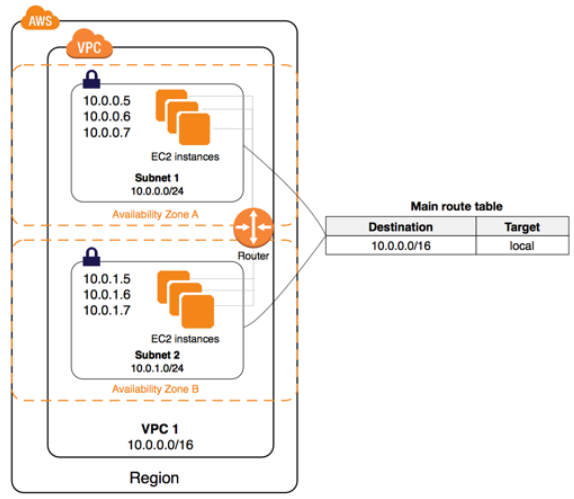 AWS
VPC
10.0.0.5
10.0.0.6
10.0.0.7
EC2 instances
Subnet 1
10.0.0.0/24
Availability Zone A
Router
10.0.1.5
10.0.1.6
10.0.1.7
EC2 instances
Subnet 2
10.0.1.0/24
Availability Zone B
VPC 1
10.0.0.0/16
Region
Main route table
Destination Target
10.0.0.0/16 local